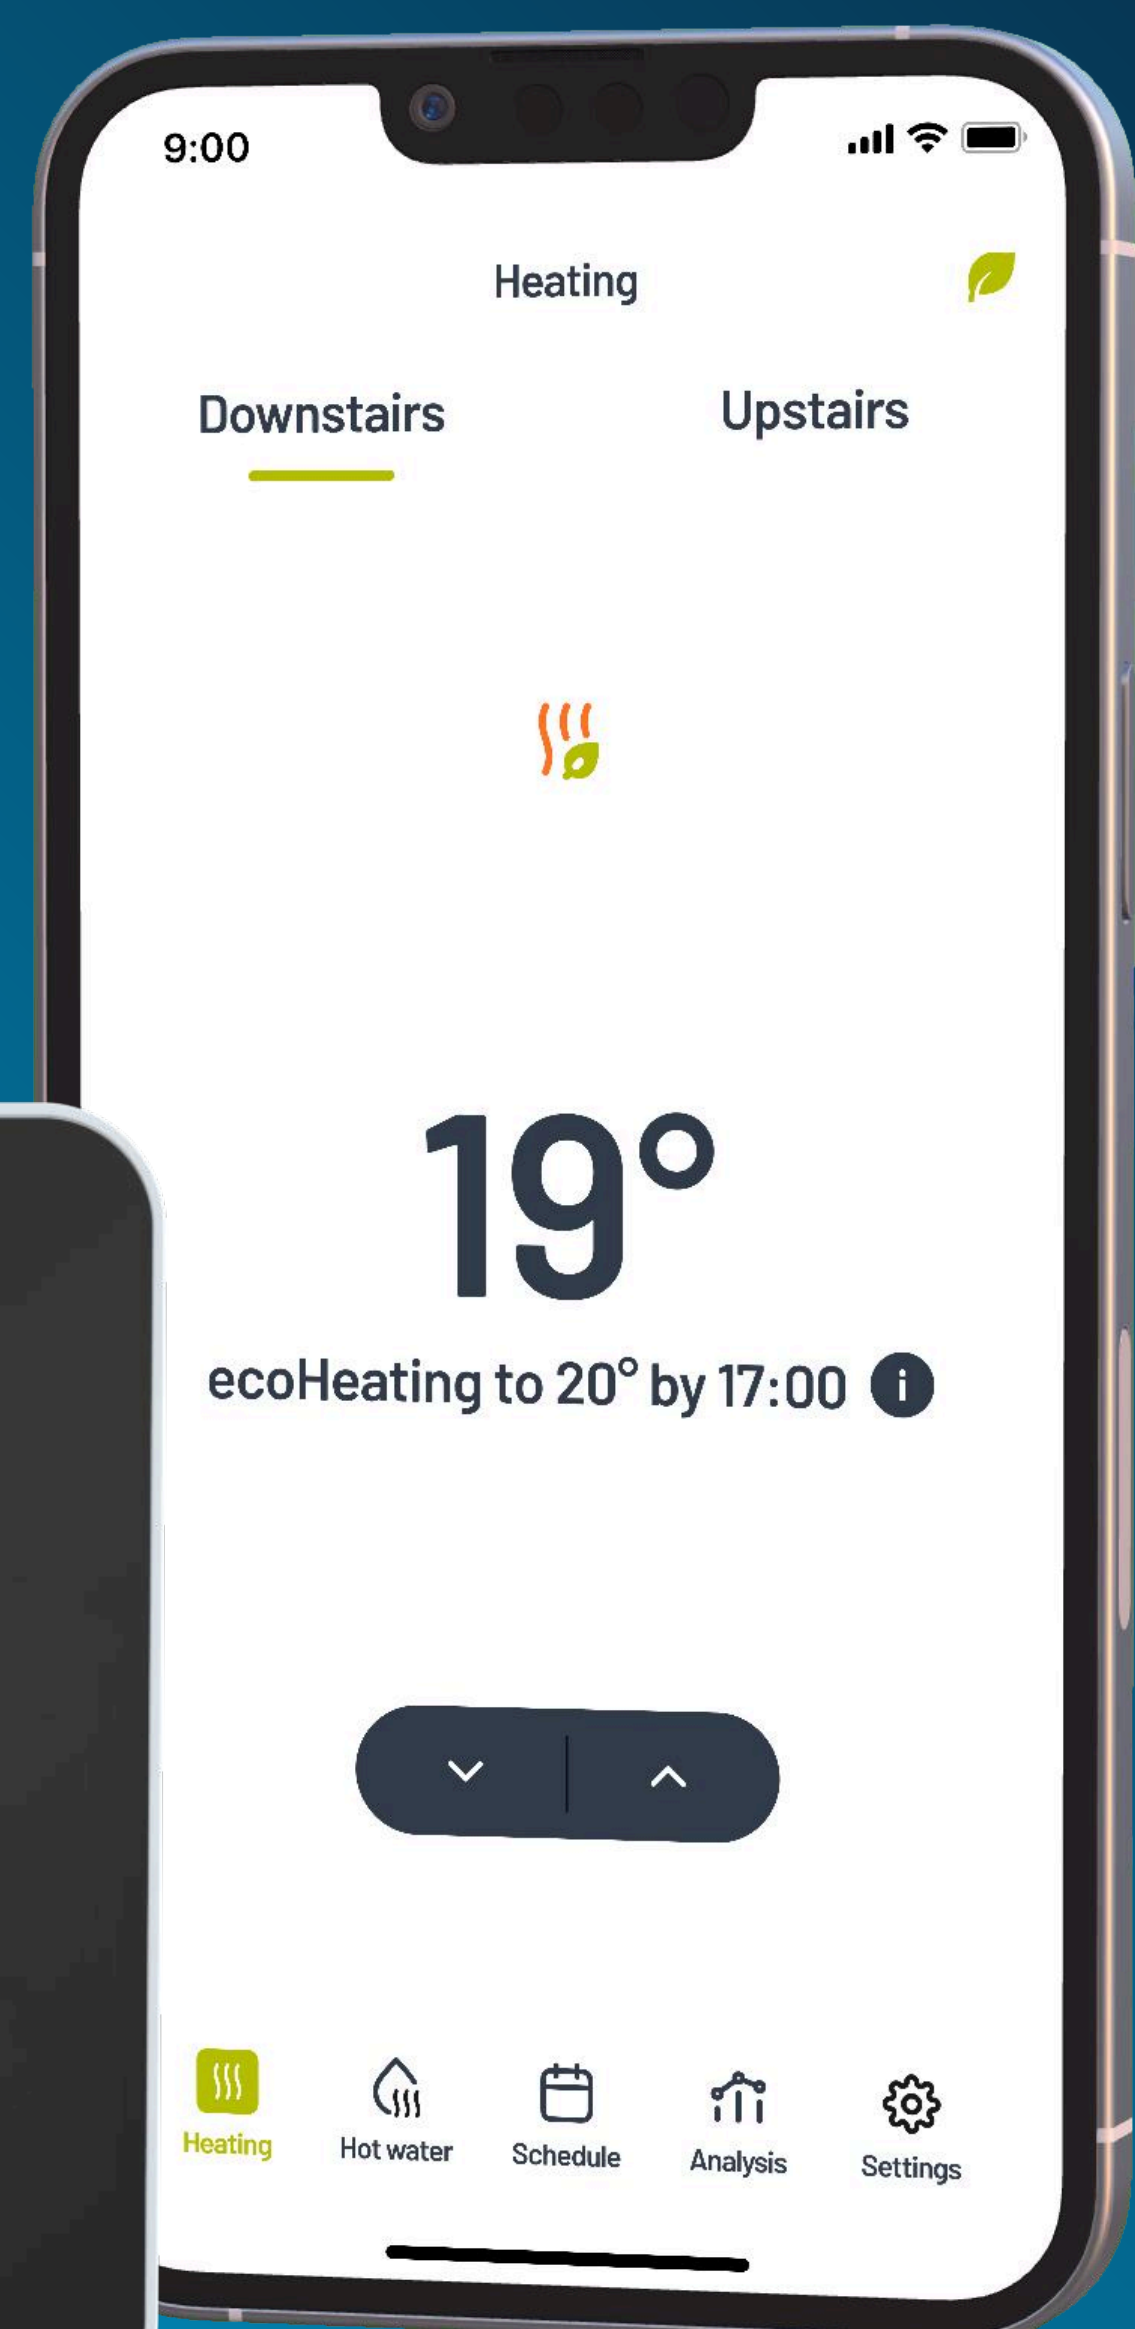 9:00
Heating
Downstairs
Upstairs
19°
ecoHeating to 20° by 17:00 i
Heating
Hot water
Schedule
Analysis
Settings